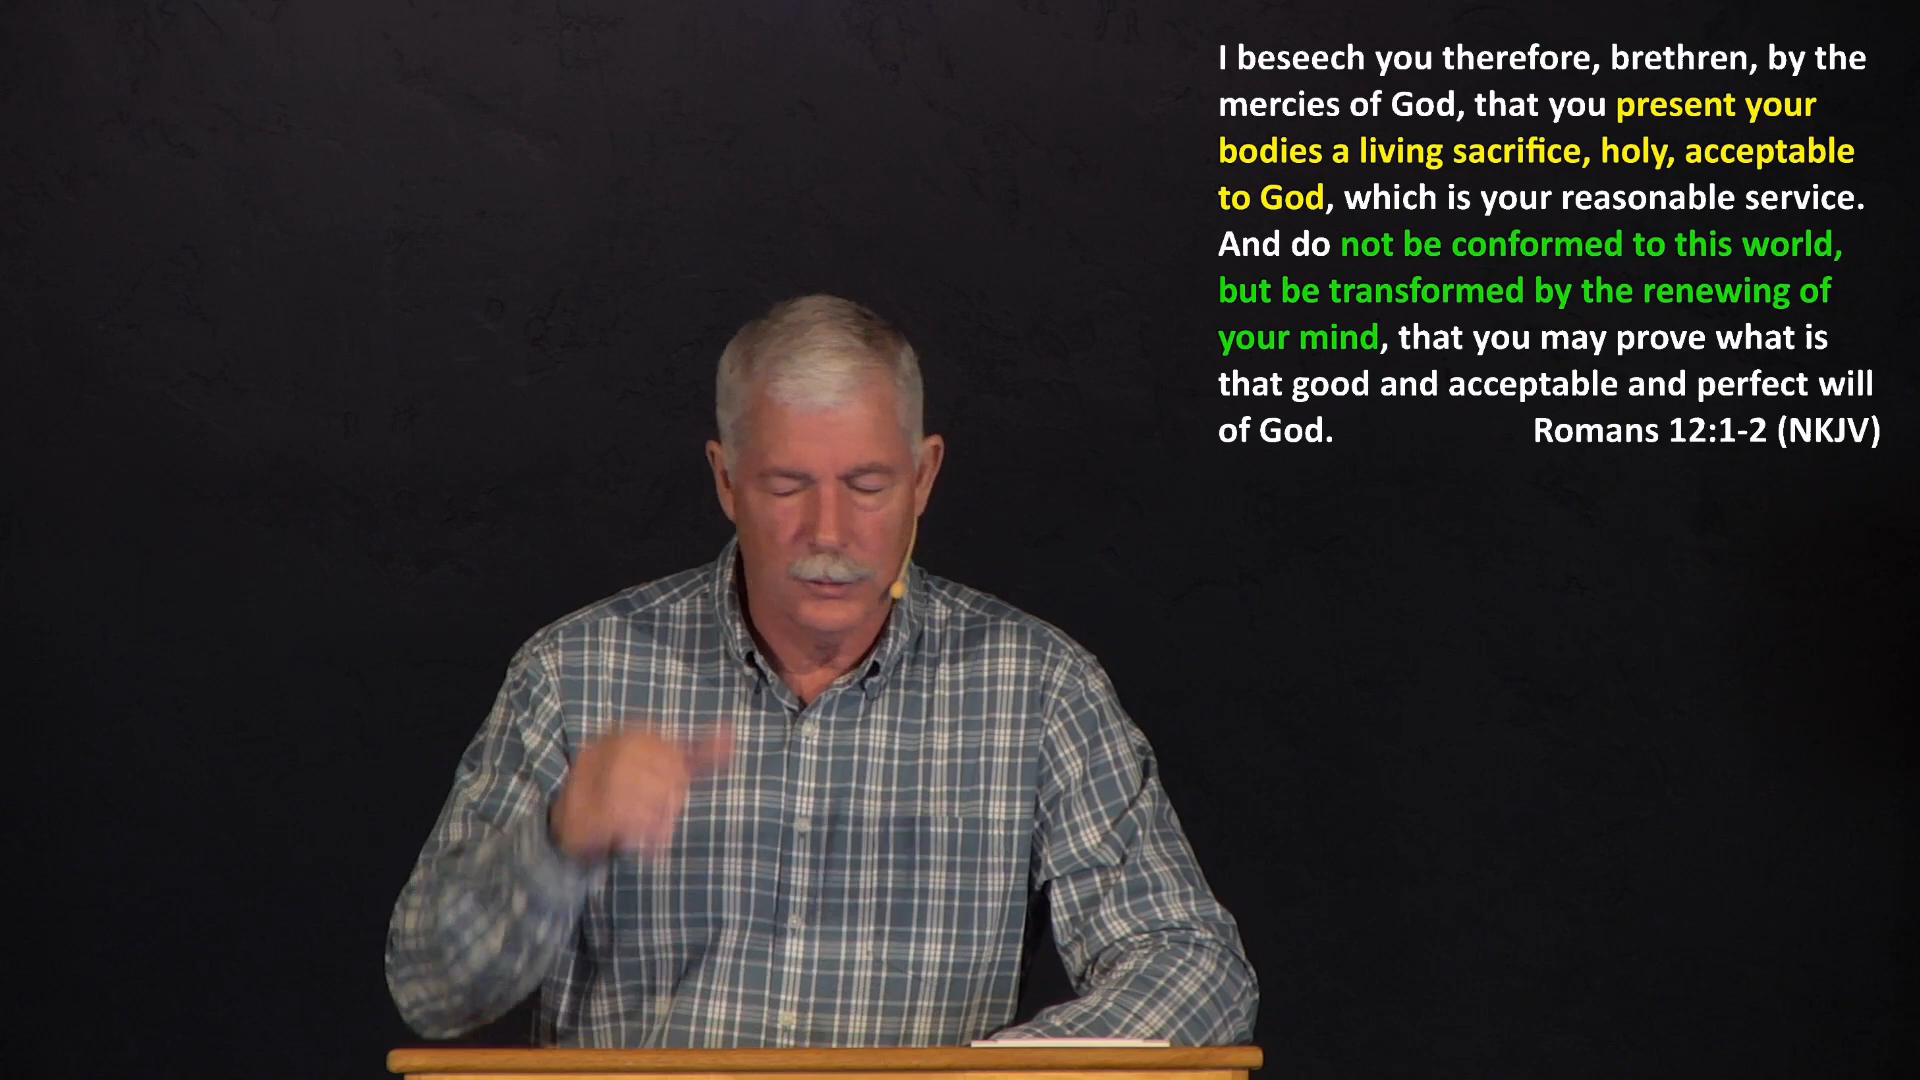 I beseech you therefore, brethren, by the
mercies of God, that you present your
bodies a living sacrifice, holy, acceptable
to God, which is your reasonable service.
And do not be conformed to this world,
but be transformed by the renewing of
your mind, that you may prove what is
that good and acceptable and perfect will
of God. Romans 12:1-2 (NKJV)